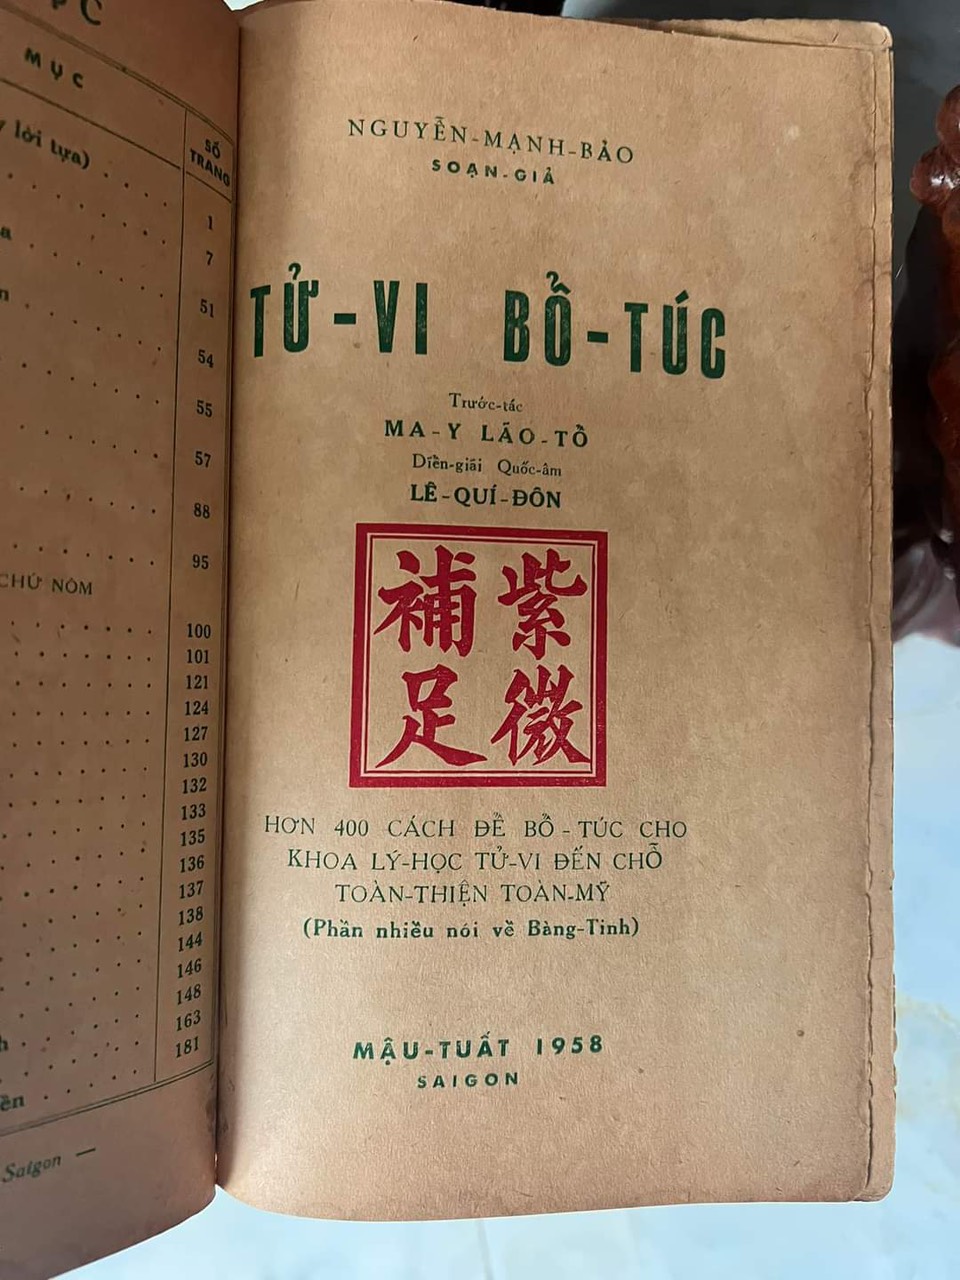 MỤC
lời tựa)
SỐ
TRANG
1
7
51
54
55
57
88
95
CHỮ NÔM
100
101
121
124
127
130
132
133
135
136
137
138
144
146
148
163
181
Saigon —
NGUYỄN-MẠNH-BẢO
SOẠN-GIẢ
TỬ-VI BỔ-TÚC
Trước-tác
MA-Y LÃO-TỔ
Diễn-giải Quốc-âm
LÊ-QUÍ-ĐÔN
紫微
補足
HƠN 400 CÁCH ĐỂ BỔ-TÚC CHO
KHOA LÝ-HỌC TỬ-VI ĐẾN CHỖ
TOÀN-THIỆN TOÀN-MỸ
(Phần nhiều nói về Bàng-Tinh)
MẬU-TUẤT 1958
SAIGON